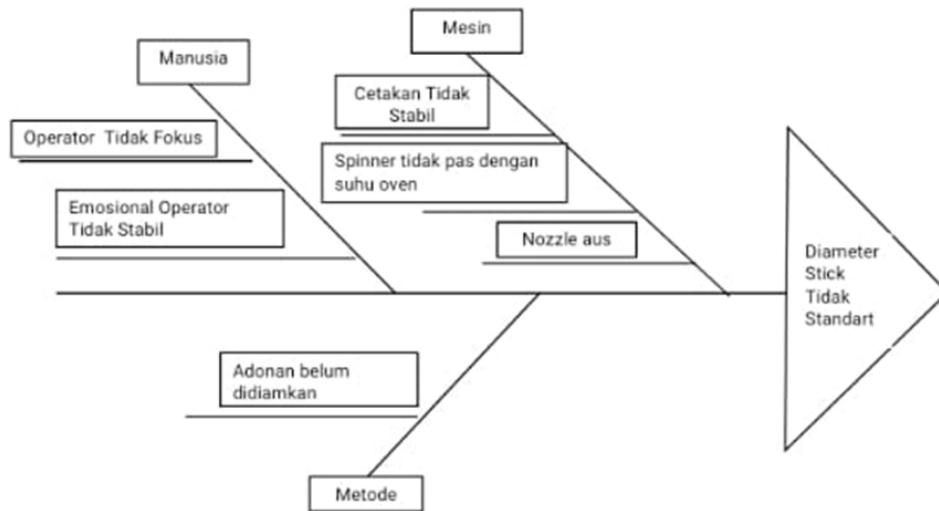 Mesin
Manusia
Cetakan Tidak
Stabil
Operator Tidak Fokus
Spinner tidak pas dengan
suhu oven
Emosional Operator
Tidak Stabil
Nozzle aus
Diameter
Stick
Tidak
Standart
Adonan belum
didiamkan
Metode